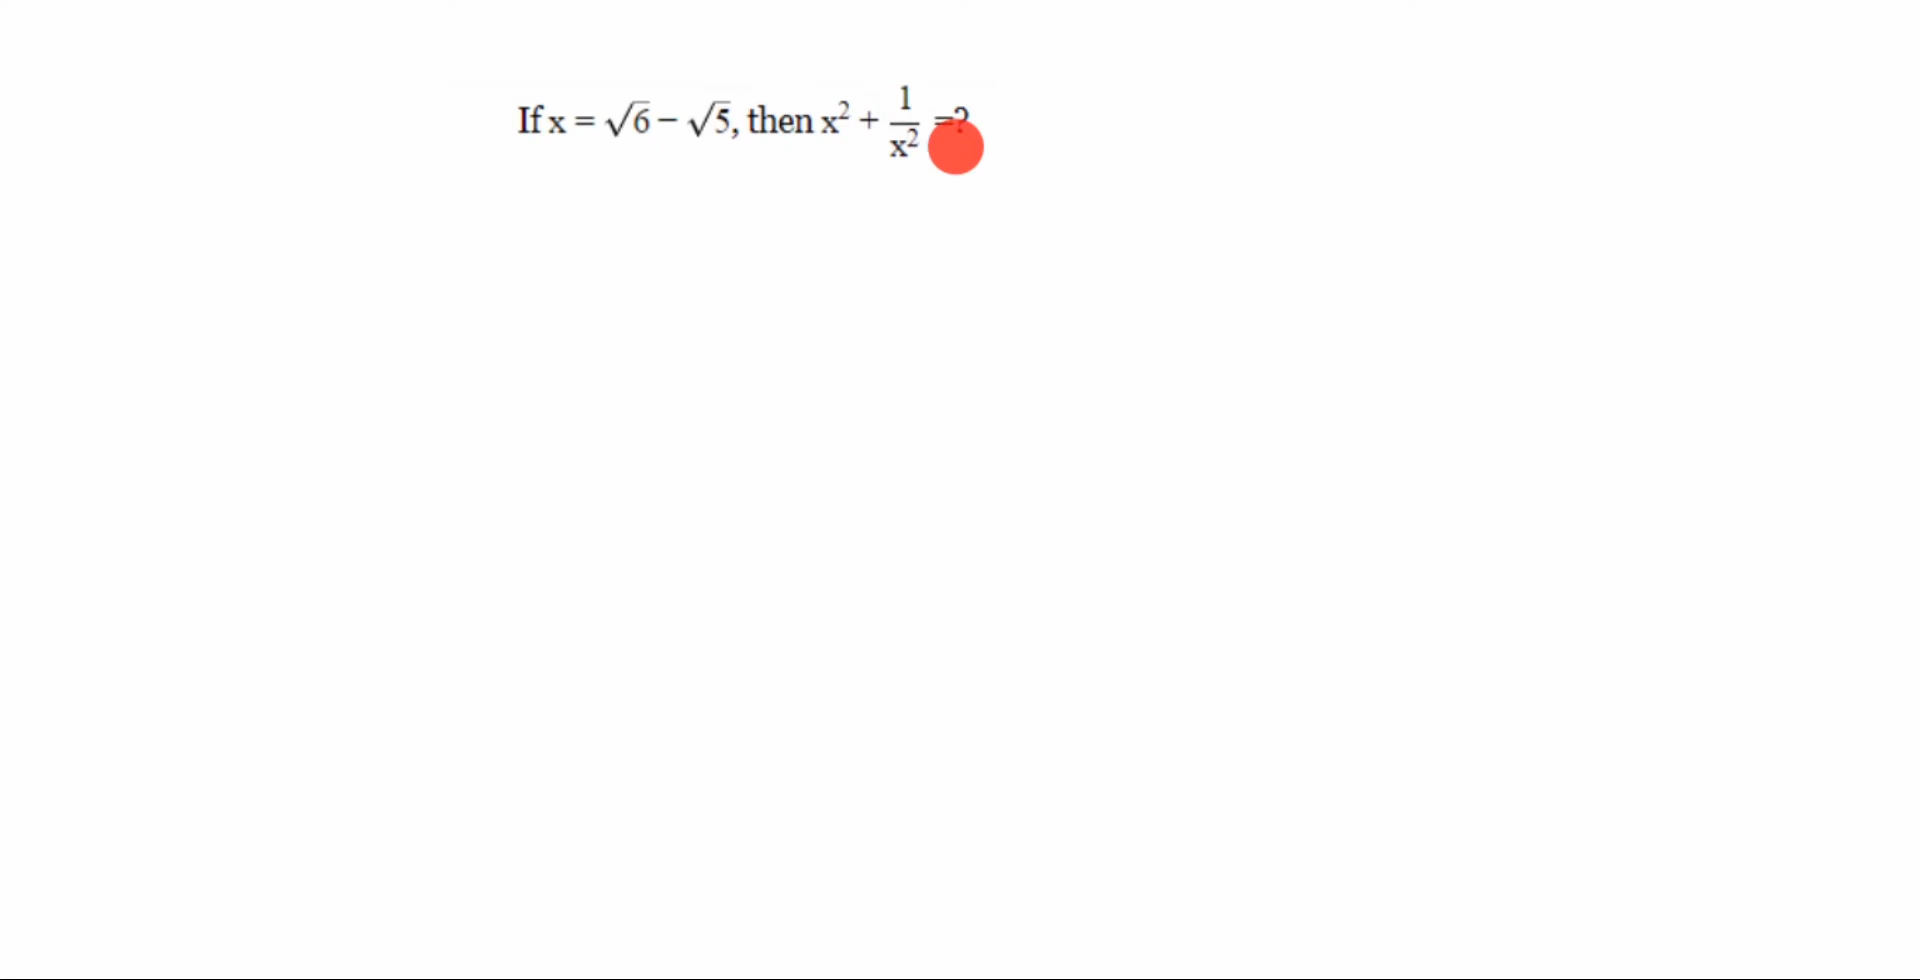 If x = √6 − √5, then x² + 1/x² =?